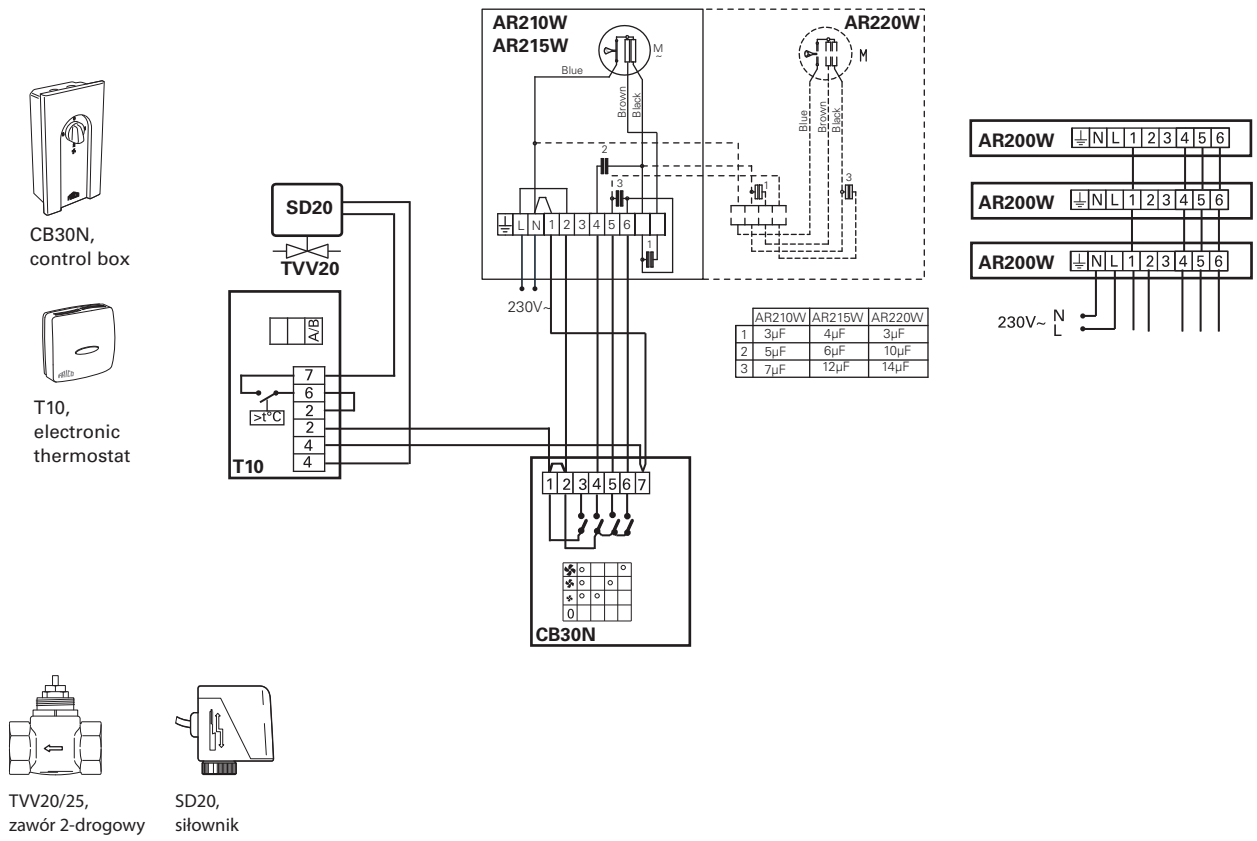 AR210W
AR215W
AR220W
M
~
M
Blue
Brown
Black
Blue
Brown
Black
2
3
1
1
3
L N 1 2 3 4 5 6
230V~
CB30N,
control box
SD20
TVV20
T10,
electronic
thermostat
A/B
7
6
2
2
4
4
>t°C
T10
AR210W AR215W AR220W
1 3µF 4µF 3µF
2 5µF 6µF 10µF
3 7µF 12µF 14µF
AR200W N L 1 2 3 4 5 6
AR200W N L 1 2 3 4 5 6
AR200W N L 1 2 3 4 5 6
230V~ N
L
1 2 3 4 5 6 7
0
CB30N
TVV20/25,
zawór 2-drogowy
SD20,
siłownik